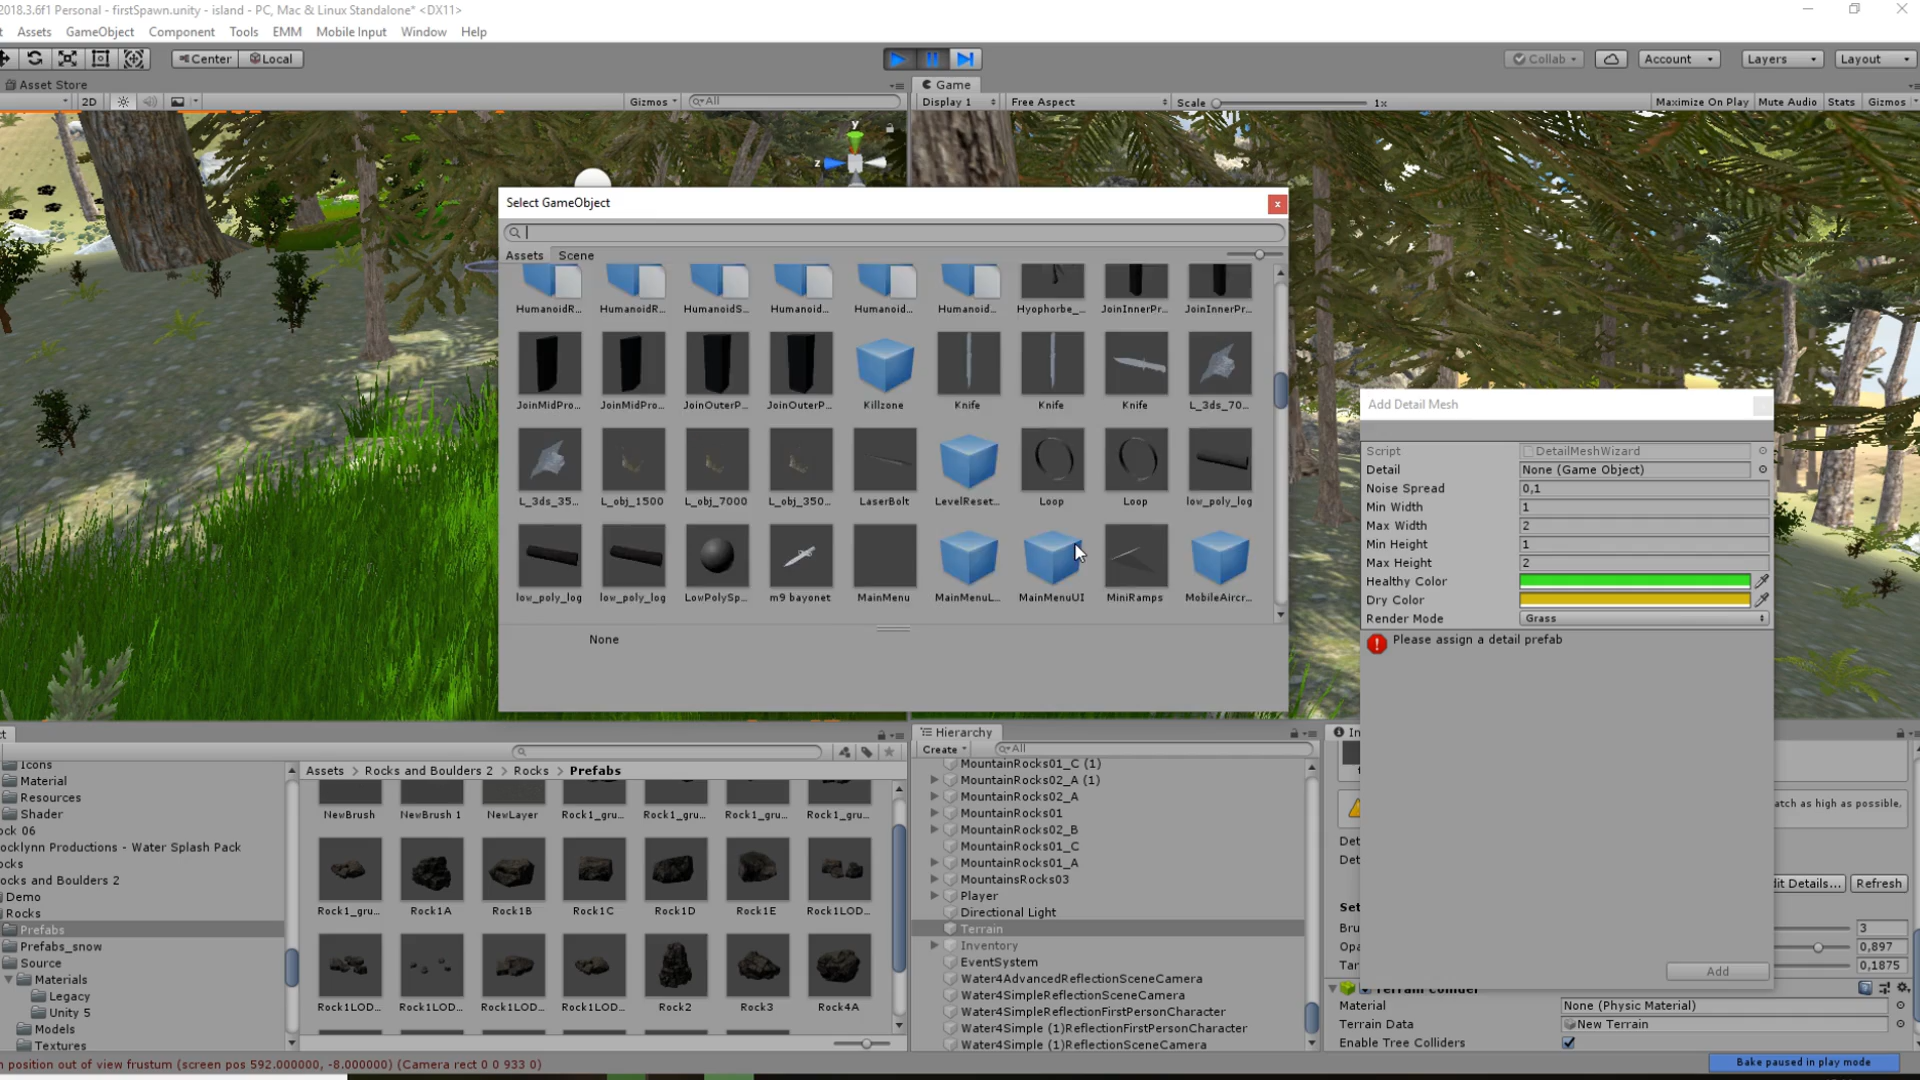 2018.3.6f1 Personal - firstSpawn.unity - island - PC, Mac & Linux Standalone* <DX11>
Assets GameObject Component Tools EMM Mobile Input Window Help
Center Local Collab Account Layers Layout
Asset Store
Game
2D Gizmos All
Display 1 Free Aspect Scale 1x Maximize On Play Mute Audio Stats Gizmos
y
z
Select GameObject
Assets Scene
HumanoidR... HumanoidR... HumanoidS... Humanoid... Humanoid... Humanoid... Hyophorbe_... JoinInnerPr... JoinInnerPr...
JoinMidPro... JoinMidPro... JoinOuterP... JoinOuterP... Killzone Knife Knife Knife L_3ds_70...
L_3ds_35... L_obj_1500 L_obj_7000 L_obj_350... LaserBolt LevelReset... Loop Loop low_poly_log
low_poly_log low_poly_log LowPolySp... m9 bayonet MainMenu MainMenuL... MainMenuUI MiniRamps MobileAircr...
None
Add Detail Mesh
Script DetailMeshWizard
Detail None (Game Object)
Noise Spread 0,1
Min Width 1
Max Width 2
Min Height 1
Max Height 2
Healthy Color
Dry Color
Render Mode Grass
Please assign a detail prefab
Add
Icons
Material
Resources
Shader
ock 06
ocklynn Productions - Water Splash Pack
ocks
ocks and Boulders 2
Demo
Rocks
Prefabs
Prefabs_snow
Source
Materials
Legacy
Unity 5
Models
Textures
Assets > Rocks and Boulders 2 > Rocks > Prefabs
NewBrush NewBrush 1 NewLayer Rock1_gru... Rock1_gru... Rock1_gru... Rock1_gru...
Rock1_gru... Rock1A Rock1B Rock1C Rock1D Rock1E Rock1LOD...
Rock1LOD... Rock1LOD... Rock1LOD... Rock1LOD... Rock2 Rock3 Rock4A
Hierarchy
Create All
MountainRocks01_C (1)
MountainRocks02_A (1)
MountainRocks02_A
MountainRocks01
MountainRocks02_B
MountainRocks01_C
MountainRocks01_A
MountainsRocks03
Player
Directional Light
Terrain
Inventory
EventSystem
Water4AdvancedReflectionSceneCamera
Water4SimpleReflectionSceneCamera
Water4SimpleReflectionFirstPersonCharacter
Water4Simple (1)ReflectionFirstPersonCharacter
Water4Simple (1)ReflectionSceneCamera
In
atch as high as possible,
Det
Det
dit Details... Refresh
Set
Bru 3
Opa 0,897
Tar 0,1875
Terrain Collider
Material None (Physic Material)
Terrain Data New Terrain
Enable Tree Colliders
n position out of view frustum (screen pos 592.000000, -8.000000) (Camera rect 0 0 933 0)
Bake paused in play mode